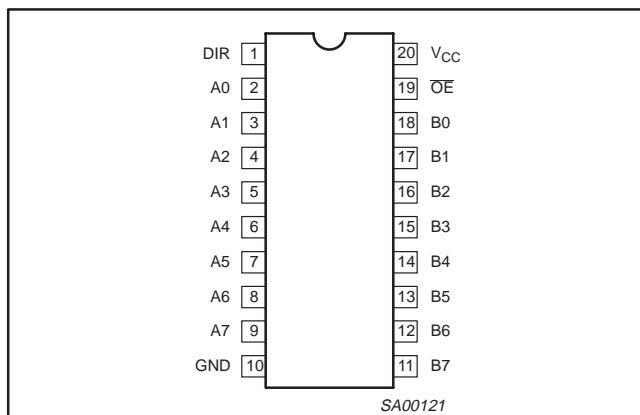 DIR 1 20 VCC
A0 2 19 O̅E̅
A1 3 18 B0
A2 4 17 B1
A3 5 16 B2
A4 6 15 B3
A5 7 14 B4
A6 8 13 B5
A7 9 12 B6
GND 10 11 B7
SA00121